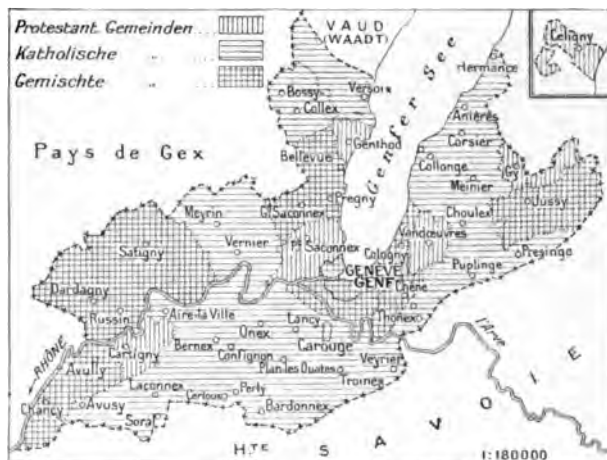 Protestant Gemeinden
Katholische "
Gemischte "
VAUD
(WAADT)
Céligny
Hermance
Versoix
Bossy
Collex
Genfer See
Anières
Corsier
Pays de Gex
Genthod
Bellevue
Collonge
Gy
Meinier
Jussy
Pregny
Meyrin
Gd Saconnex
Choulex
Vandœuvres
Satigny
Vernier
Pt Saconnex
Cologny
Presinge
GENÈVE
GENF
Puplinge
Dardagny
Chêne
Russin
Aire-la Ville
Thonex
Lancy
Onex
l'Arve
Cartigny
Bernex
Confignon
Carouge
RHÔNE
Avully
Plan les Ouates
Veyrier
Laconnex
Perly
Troinex
Certoux
Chancy
Avusy
Bardonnex
Soral
HTE SAVOIE
1:180000